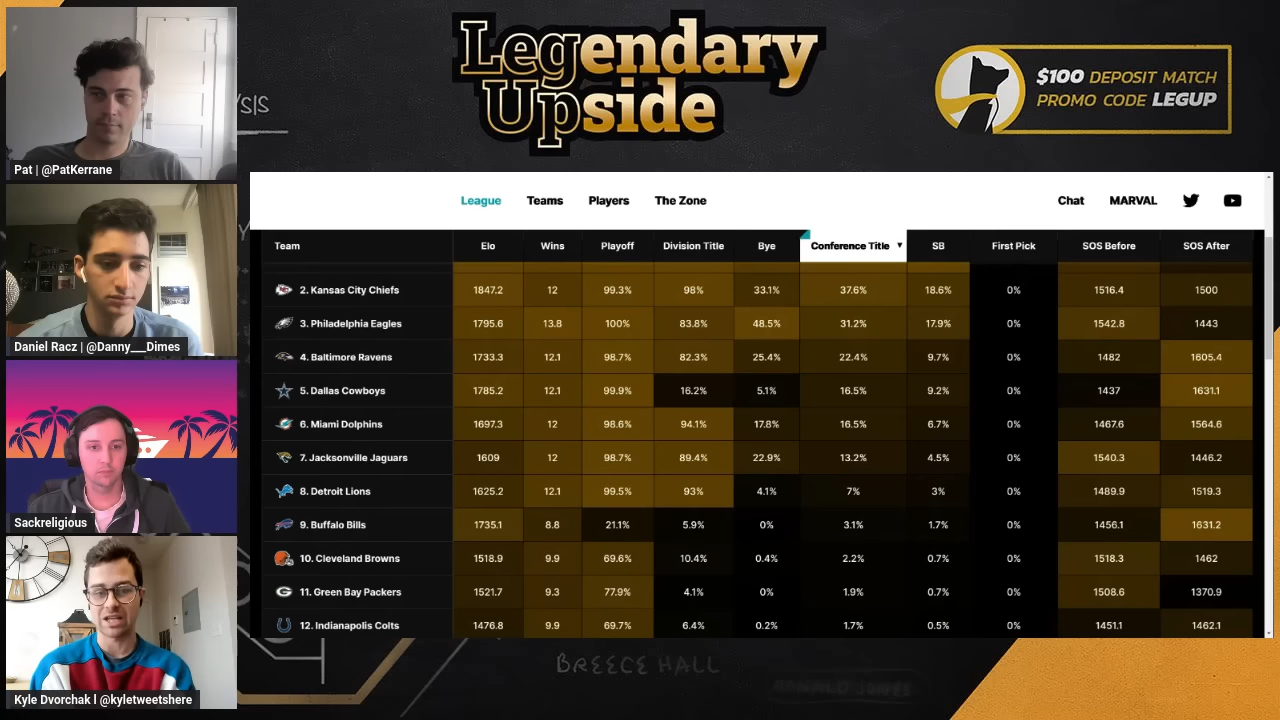 Legendary
Upside
$100 DEPOSIT MATCH
PROMO CODE LEGUP
YSIS
Pat | @PatKerrane
Daniel Racz | @Danny___Dimes
Sackreligious
Kyle Dvorchak l @kyletweetshere
League Teams Players The Zone Chat MARVAL
Team Elo Wins Playoff Division Title Bye Conference Title ▼ SB First Pick SOS Before SOS After
2. Kansas City Chiefs 1847.2 12 99.3% 98% 33.1% 37.6% 18.6% 0% 1516.4 1500
3. Philadelphia Eagles 1795.6 13.8 100% 83.8% 48.5% 31.2% 17.9% 0% 1542.8 1443
4. Baltimore Ravens 1733.3 12.1 98.7% 82.3% 25.4% 22.4% 9.7% 0% 1482 1605.4
5. Dallas Cowboys 1785.2 12.1 99.9% 16.2% 5.1% 16.5% 9.2% 0% 1437 1631.1
6. Miami Dolphins 1697.3 12 98.6% 94.1% 17.8% 16.5% 6.7% 0% 1467.6 1564.6
7. Jacksonville Jaguars 1609 12 98.7% 89.4% 22.9% 13.2% 4.5% 0% 1540.3 1446.2
8. Detroit Lions 1625.2 12.1 99.5% 93% 4.1% 7% 3% 0% 1489.9 1519.3
9. Buffalo Bills 1735.1 8.8 21.1% 5.9% 0% 3.1% 1.7% 0% 1456.1 1631.2
10. Cleveland Browns 1518.9 9.9 69.6% 10.4% 0.4% 2.2% 0.7% 0% 1518.3 1462
11. Green Bay Packers 1521.7 9.3 77.9% 4.1% 0% 1.9% 0.7% 0% 1508.6 1370.9
12. Indianapolis Colts 1476.8 9.9 69.7% 6.4% 0.2% 1.7% 0.5% 0% 1451.1 1462.1
BREECE HALL
RONALD JONES